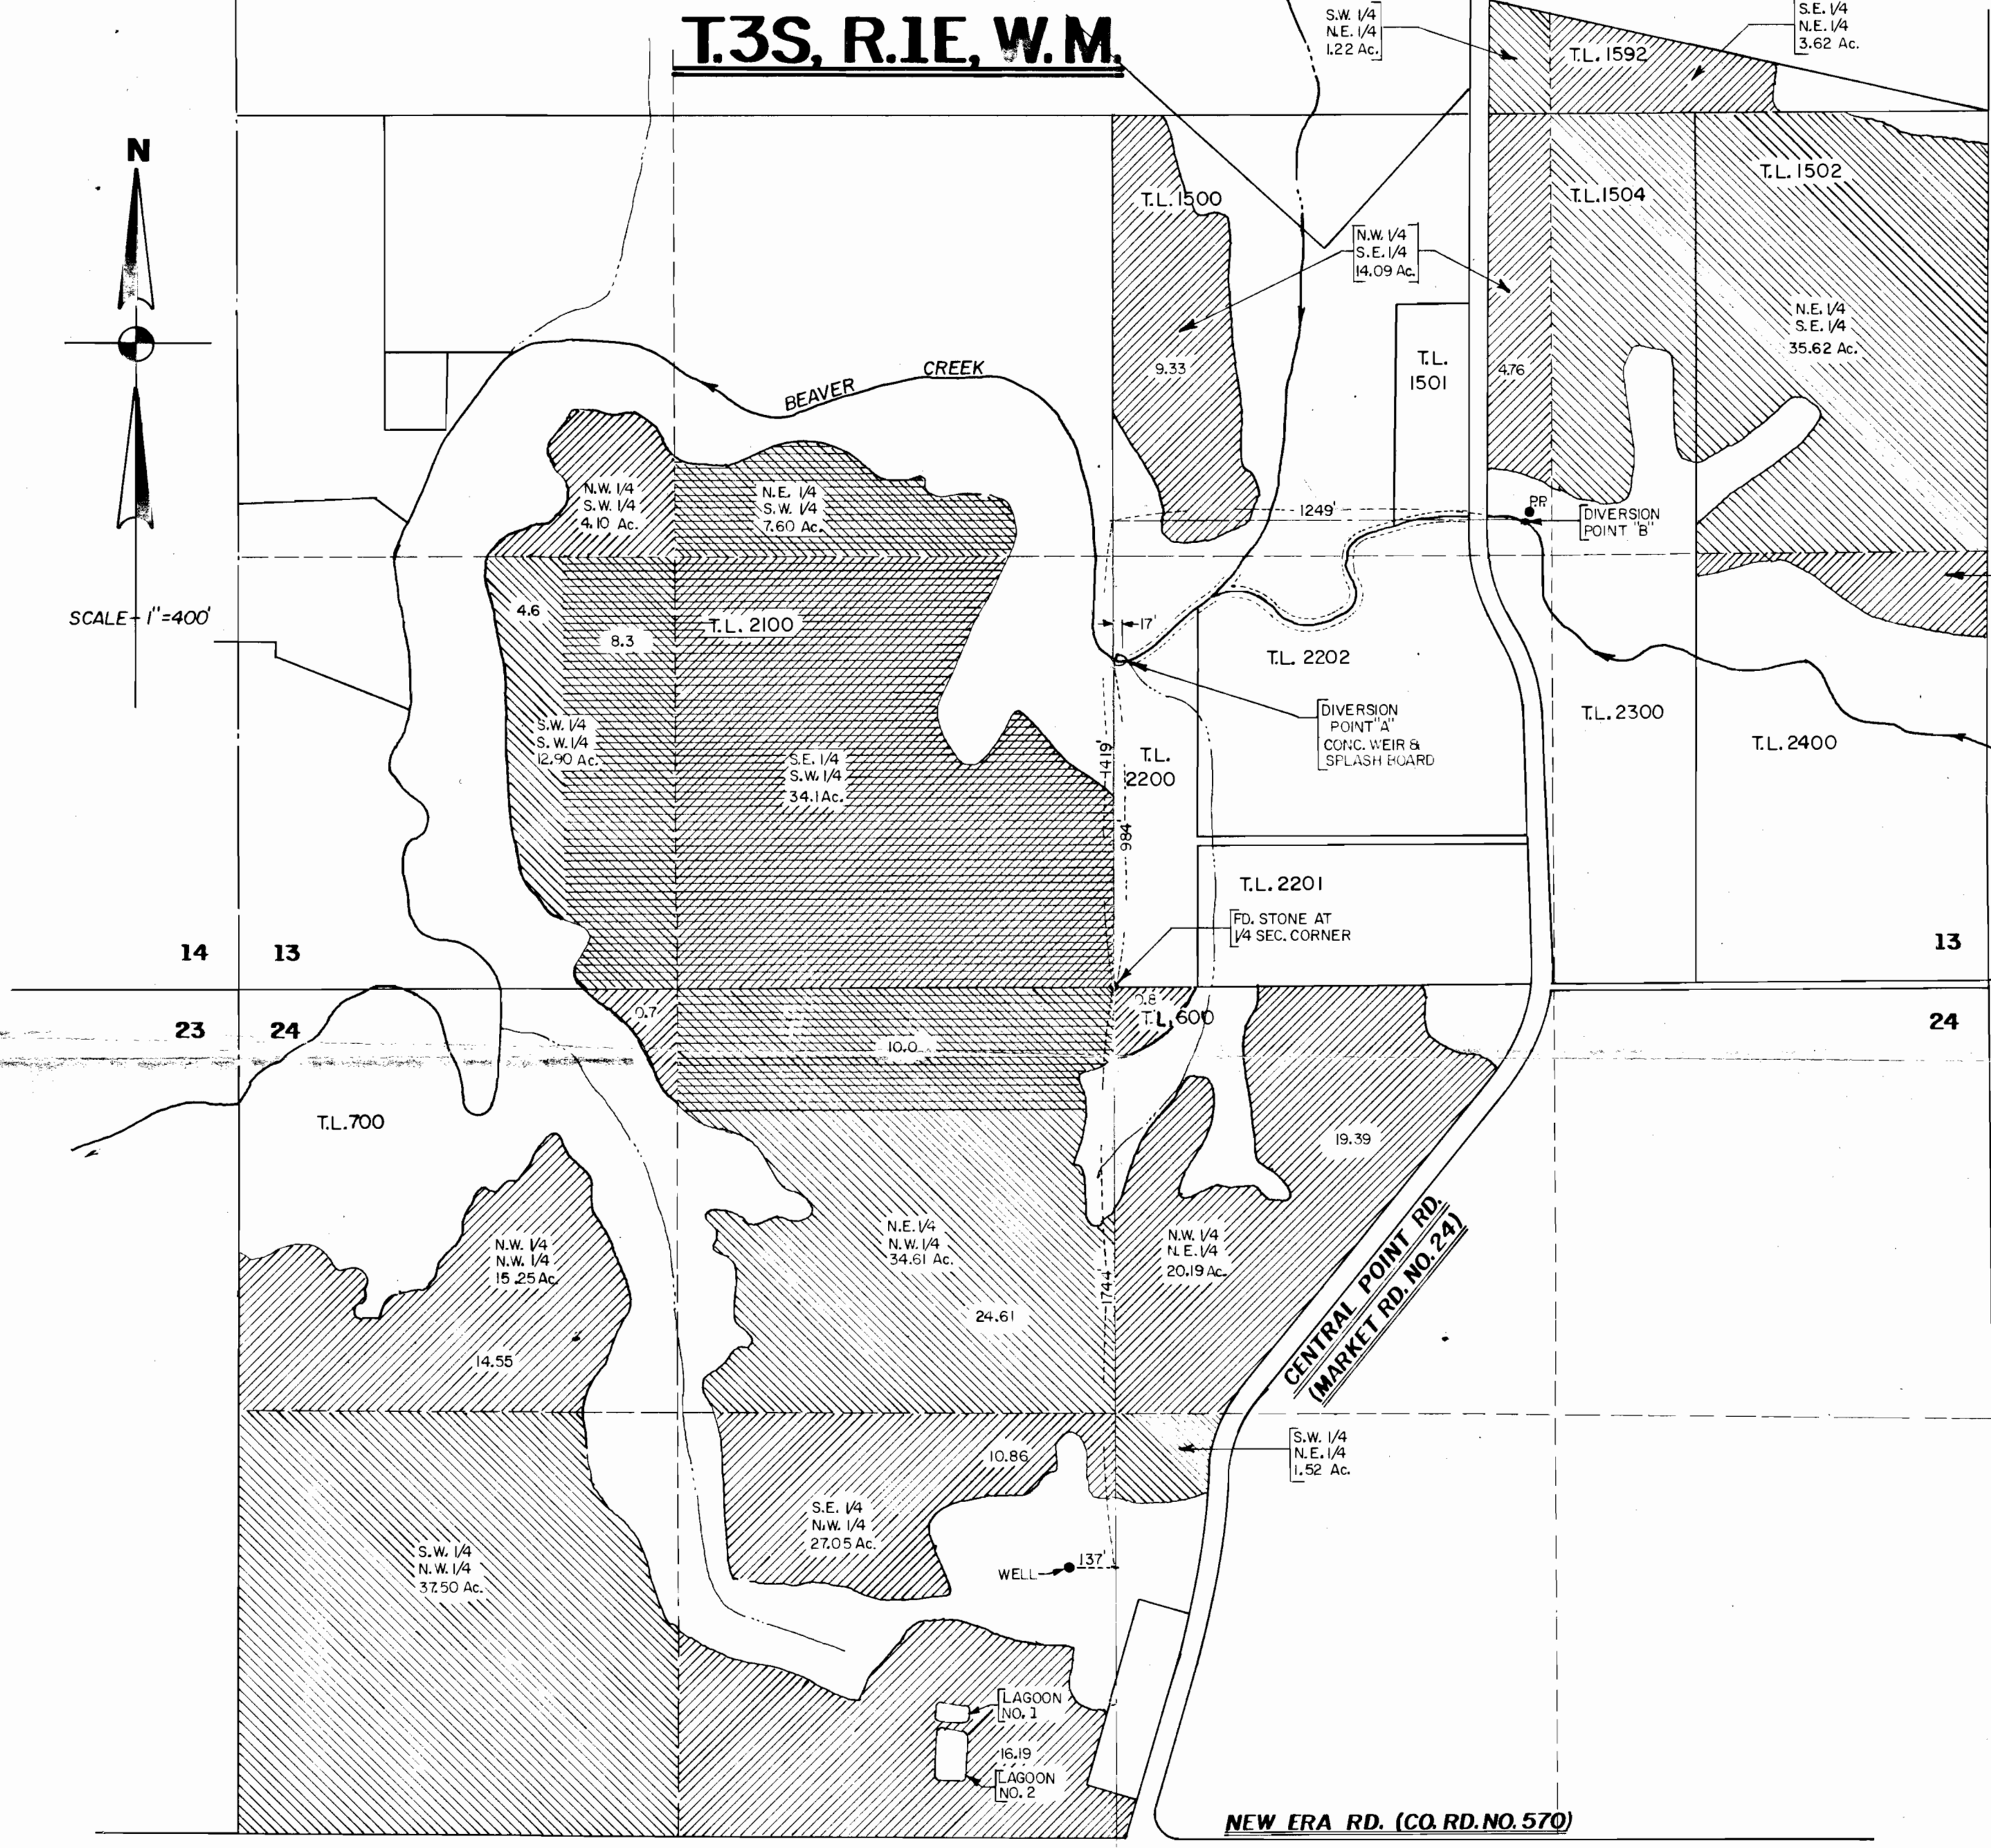 T.3S, R.1E, W.M.
S.W. 1/4
N.E. 1/4
1.22 Ac.
S.E. 1/4
N.E. 1/4
3.62 Ac.
T.L. 1592
N
T.L. 1500
T.L. 1504
T.L. 1502
N.W. 1/4
S.E. 1/4
14.09 Ac.
N.E. 1/4
S.E. 1/4
35.62 Ac.
9.33
T.L.
1501
4.76
BEAVER CREEK
N.W. 1/4
S.W. 1/4
4.10 Ac.
N.E. 1/4
S.W. 1/4
7.60 Ac.
1249'
PP
DIVERSION
POINT "B"
SCALE - 1"=400'
4.6
8.3
T.L. 2100
17'
T.L. 2202
S.W. 1/4
S.W. 1/4
12.90 Ac.
S.E. 1/4
S.W. 1/4
34.1 Ac.
1419'
984'
T.L.
2200
DIVERSION
POINT "A"
CONC. WEIR &
SPLASH BOARD
T.L. 2300
T.L. 2400
T.L. 2201
FD. STONE AT
1/4 SEC. CORNER
14
13
13
23
24
24
0.7
10.0
0.8
T.L. 600
T.L. 700
19.39
N.W. 1/4
N.W. 1/4
15.25 Ac.
N.E. 1/4
N.W. 1/4
34.61 Ac.
N.W. 1/4
N.E. 1/4
20.19 Ac.
1744'
24.61
14.55
CENTRAL POINT RD.
(MARKET RD. NO. 24)
10.86
S.W. 1/4
N.E. 1/4
1.52 Ac.
S.E. 1/4
N.W. 1/4
27.05 Ac.
S.W. 1/4
N.W. 1/4
37.50 Ac.
WELL
137'
LAGOON
NO. 1
16.19
LAGOON
NO. 2
NEW ERA RD. (CO. RD. NO. 570)